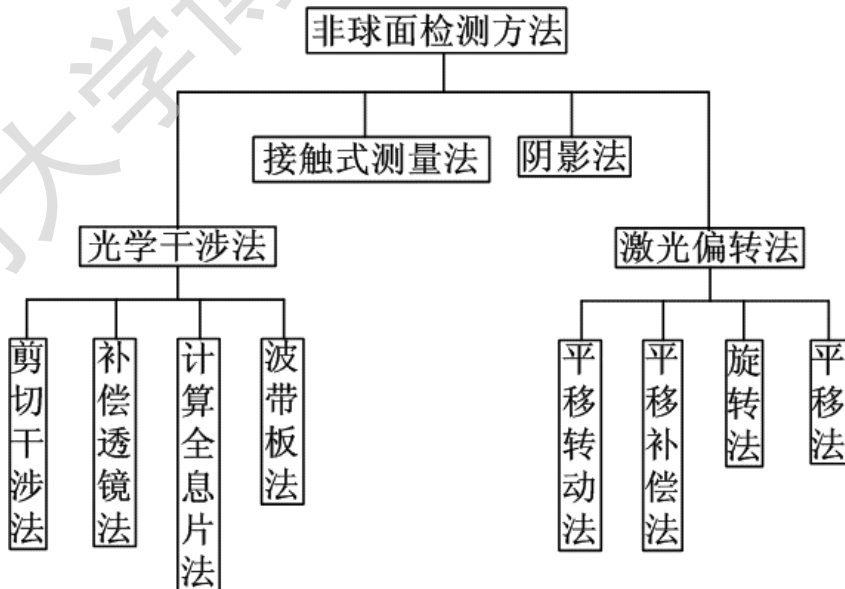 非球面检测方法
接触式测量法
阴影法
光学干涉法
激光偏转法
剪切干涉法
补偿透镜法
计算全息片法
波带板法
平移转动法
平移补偿法
旋转法
平移法
大学